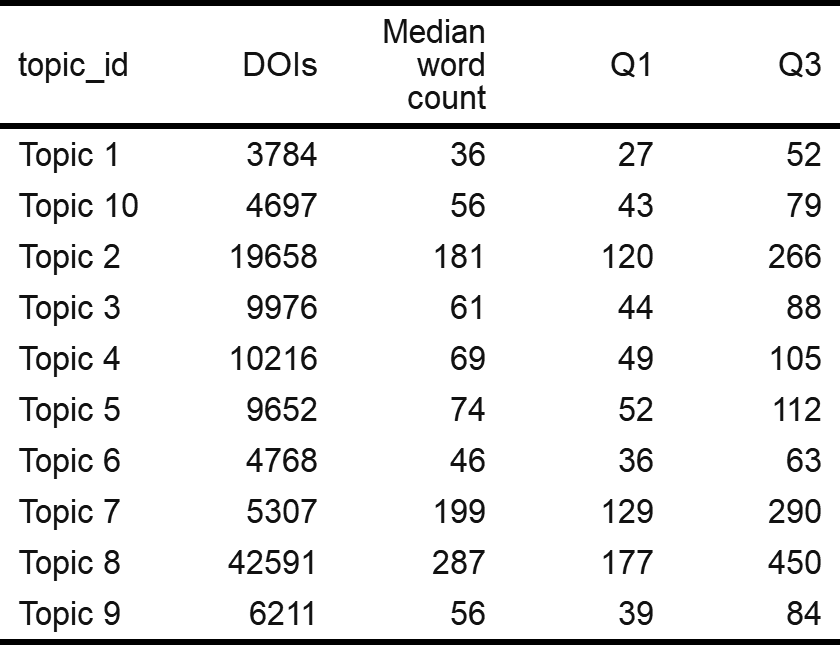 topic_id DOIs Median word count Q1 Q3
Topic 1 3784 36 27 52
Topic 10 4697 56 43 79
Topic 2 19658 181 120 266
Topic 3 9976 61 44 88
Topic 4 10216 69 49 105
Topic 5 9652 74 52 112
Topic 6 4768 46 36 63
Topic 7 5307 199 129 290
Topic 8 42591 287 177 450
Topic 9 6211 56 39 84